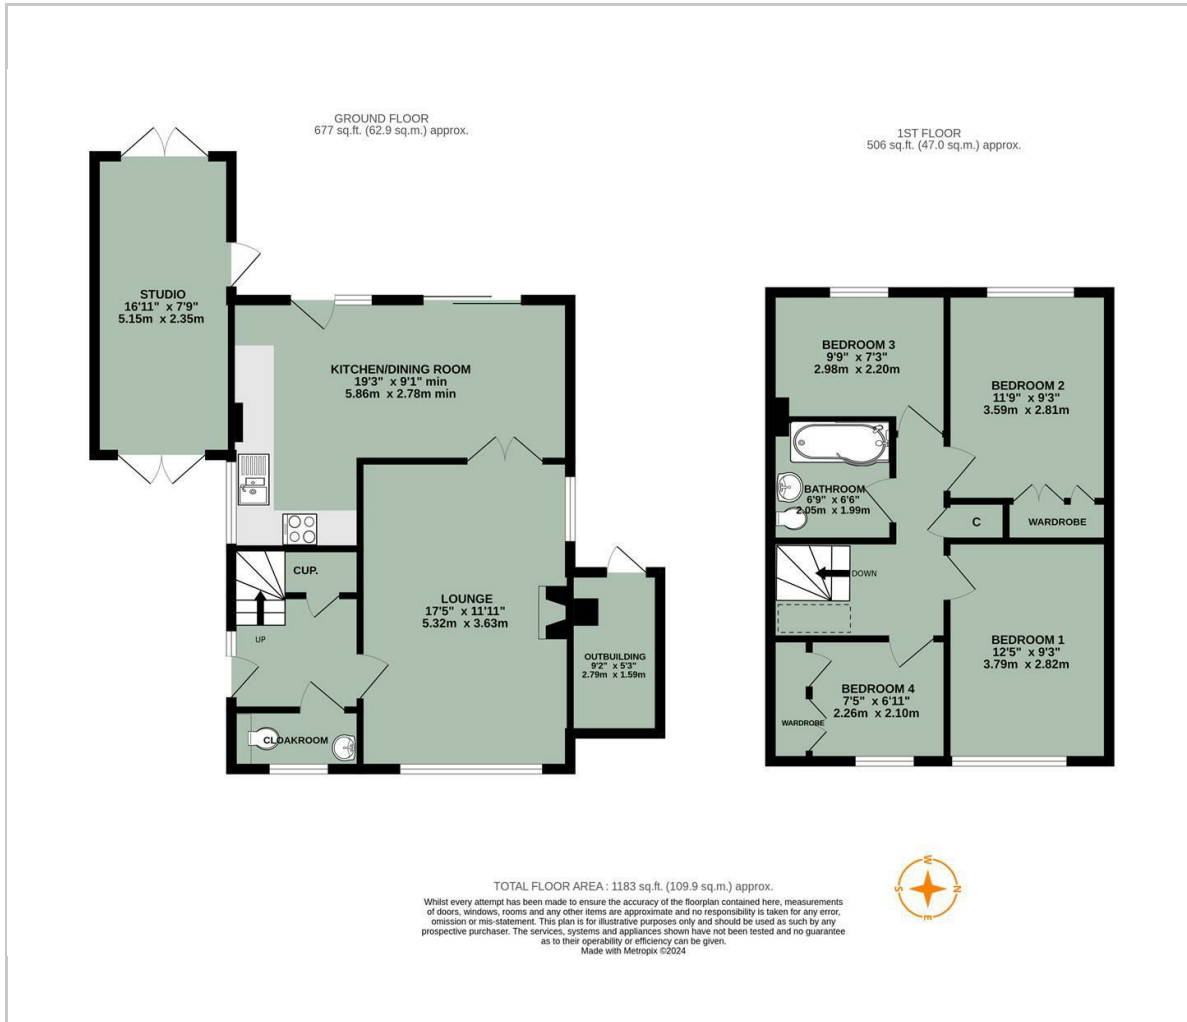 GROUND FLOOR
677 sq.ft. (62.9 sq.m.) approx.
STUDIO
16'11" x 7'9"
5.15m x 2.35m
KITCHEN/DINING ROOM
19'3" x 9'1" min
5.86m x 2.78m min
CUP.
UP
LOUNGE
17'5" x 11'11"
5.32m x 3.63m
OUTBUILDING
9'2" x 5'3"
2.79m x 1.59m
CLOAKROOM
1ST FLOOR
506 sq.ft. (47.0 sq.m.) approx.
BEDROOM 3
9'9" x 7'3"
2.98m x 2.20m
BEDROOM 2
11'9" x 9'3"
3.59m x 2.81m
BATHROOM
6'9" x 6'6"
2.05m x 1.99m
C
WARDROBE
DOWN
BEDROOM 1
12'5" x 9'3"
3.79m x 2.82m
BEDROOM 4
7'5" x 6'11"
2.26m x 2.10m
WARDROBE
TOTAL FLOOR AREA : 1183 sq.ft. (109.9 sq.m.) approx.
Whilst every attempt has been made to ensure the accuracy of the floorplan contained here, measurements
of doors, windows, rooms and any other items are approximate and no responsibility is taken for any error,
omission or mis-statement. This plan is for illustrative purposes only and should be used as such by any
prospective purchaser. The services, systems and appliances shown have not been tested and no guarantee
as to their operability or efficiency can be given.
Made with Metropix ©2024
W
S
N
E